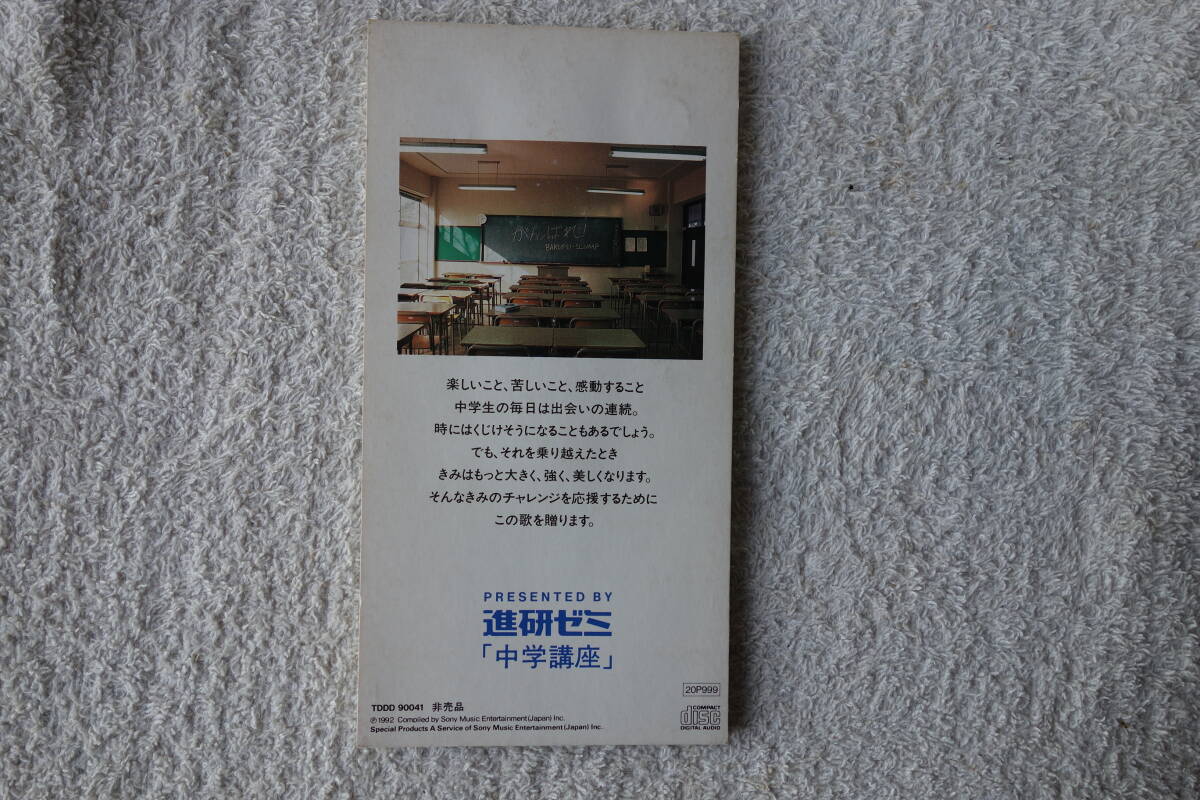 がんばれ!
BAKUFU-SLUMP
楽しいこと、苦しいこと、感動すること
中学生の毎日は出会いの連続。
時にはくじけそうになることもあるでしょう。
でも、それを乗り越えたとき
きみはもっと大きく、強く、美しくなります。
そんなきみのチャレンジを応援するために
この歌を贈ります。
PRESENTED BY
進研ゼミ
「中学講座」
20P999
TDDD 90041 非売品
℗1992 Compiled by Sony Music Entertainment(Japan) Inc.
Special Products A Service of Sony Music Entertainment(Japan) Inc.
COMPACT
disc
DIGITAL AUDIO